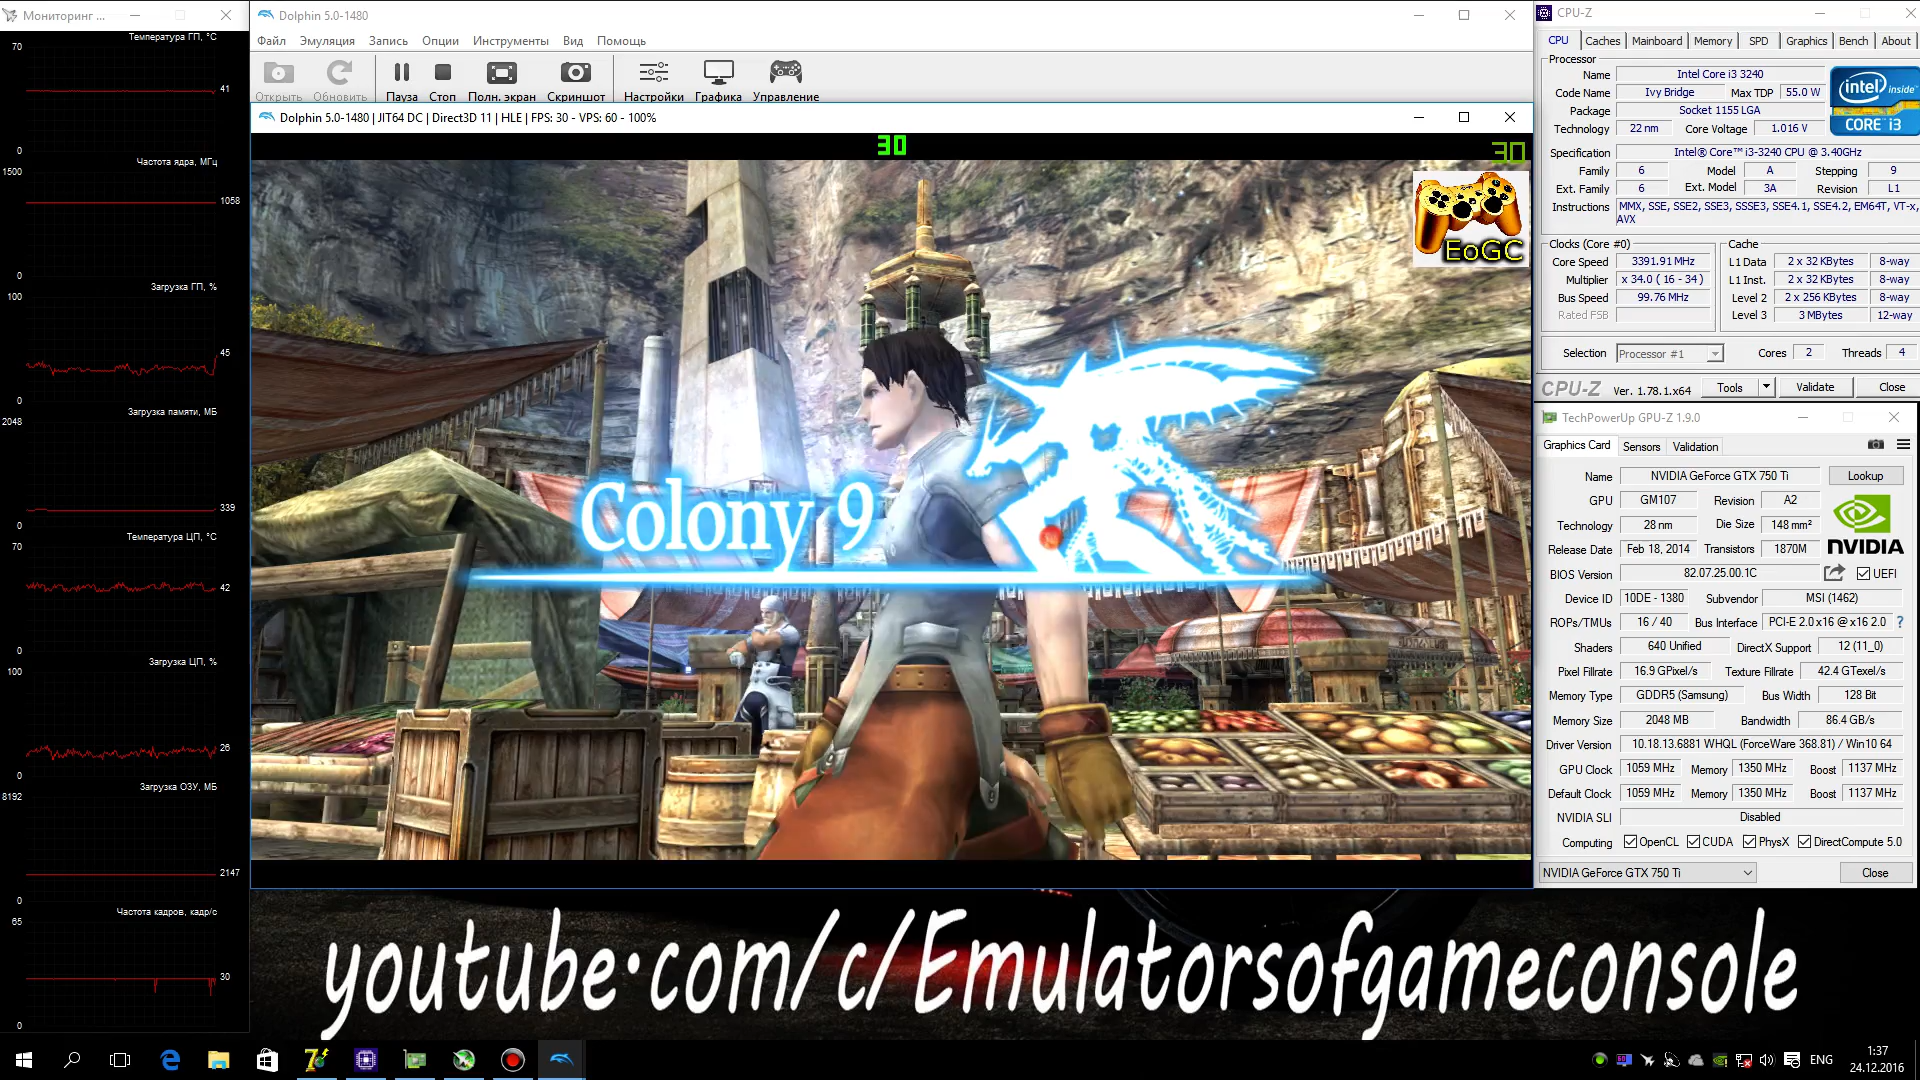 Мониторинг ...
Температура ГП, °C
70
41
0
Частота ядра, МГц
1500
1058
0
Загрузка ГП, %
100
45
0
Загрузка памяти, МБ
2048
339
0
Температура ЦП, °C
70
42
0
Загрузка ЦП, %
100
26
0
Загрузка ОЗУ, МБ
8192
2147
0
Частота кадров, кадр/с
65
30
0
Dolphin 5.0-1480
Файл Эмуляция Запись Опции Инструменты Вид Помощь
Открыть Обновить Пауза Стоп Полн. экран Скриншот Настройки Графика Управление
Dolphin 5.0-1480 | JIT64 DC | Direct3D 11 | HLE | FPS: 30 - VPS: 60 - 100%
30
30
EoGC
Colony 9
youtube.com/c/Emulatorsofgameconsole
CPU-Z
CPU Caches Mainboard Memory SPD Graphics Bench About
Processor
Name Intel Core i3 3240
Code Name Ivy Bridge Max TDP 55.0 W
Package Socket 1155 LGA
Technology 22 nm Core Voltage 1.016 V
intel inside™
CORE i3
Specification Intel® Core™ i3-3240 CPU @ 3.40GHz
Family 6 Model A Stepping 9
Ext. Family 6 Ext. Model 3A Revision L1
Instructions MMX, SSE, SSE2, SSE3, SSSE3, SSE4.1, SSE4.2, EM64T, VT-x,
AVX
Clocks (Core #0)
Core Speed 3391.91 MHz
Multiplier x 34.0 ( 16 - 34 )
Bus Speed 99.76 MHz
Rated FSB
Cache
L1 Data 2 x 32 KBytes 8-way
L1 Inst. 2 x 32 KBytes 8-way
Level 2 2 x 256 KBytes 8-way
Level 3 3 MBytes 12-way
Selection Processor #1 Cores 2 Threads 4
CPU-Z Ver. 1.78.1.x64 Tools Validate Close
TechPowerUp GPU-Z 1.9.0
Graphics Card Sensors Validation
Name NVIDIA GeForce GTX 750 Ti Lookup
GPU GM107 Revision A2
Technology 28 nm Die Size 148 mm²
Release Date Feb 18, 2014 Transistors 1870M
NVIDIA
BIOS Version 82.07.25.00.1C UEFI
Device ID 10DE - 1380 Subvendor MSI (1462)
ROPs/TMUs 16 / 40 Bus Interface PCI-E 2.0 x16 @ x16 2.0 ?
Shaders 640 Unified DirectX Support 12 (11_0)
Pixel Fillrate 16.9 GPixel/s Texture Fillrate 42.4 GTexel/s
Memory Type GDDR5 (Samsung) Bus Width 128 Bit
Memory Size 2048 MB Bandwidth 86.4 GB/s
Driver Version 10.18.13.6881 WHQL (ForceWare 368.81) / Win10 64
GPU Clock 1059 MHz Memory 1350 MHz Boost 1137 MHz
Default Clock 1059 MHz Memory 1350 MHz Boost 1137 MHz
NVIDIA SLI Disabled
Computing OpenCL CUDA PhysX DirectCompute 5.0
NVIDIA GeForce GTX 750 Ti Close
ENG
1:37
24.12.2016